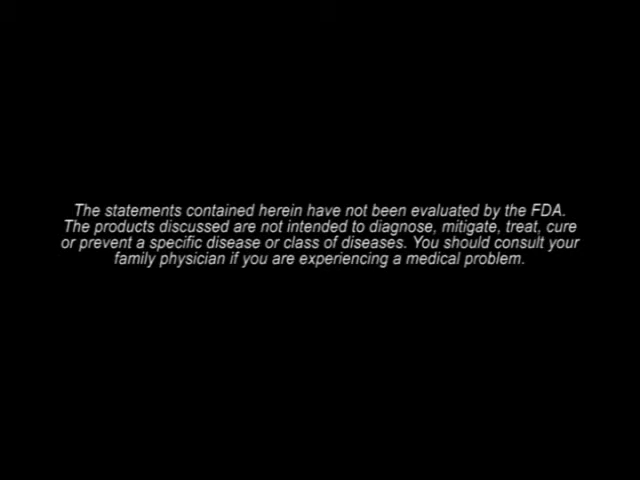 The statements contained herein have not been evaluated by the FDA.
The products discussed are not intended to diagnose, mitigate, treat, cure
or prevent a specific disease or class of diseases. You should consult your
family physician if you are experiencing a medical problem.